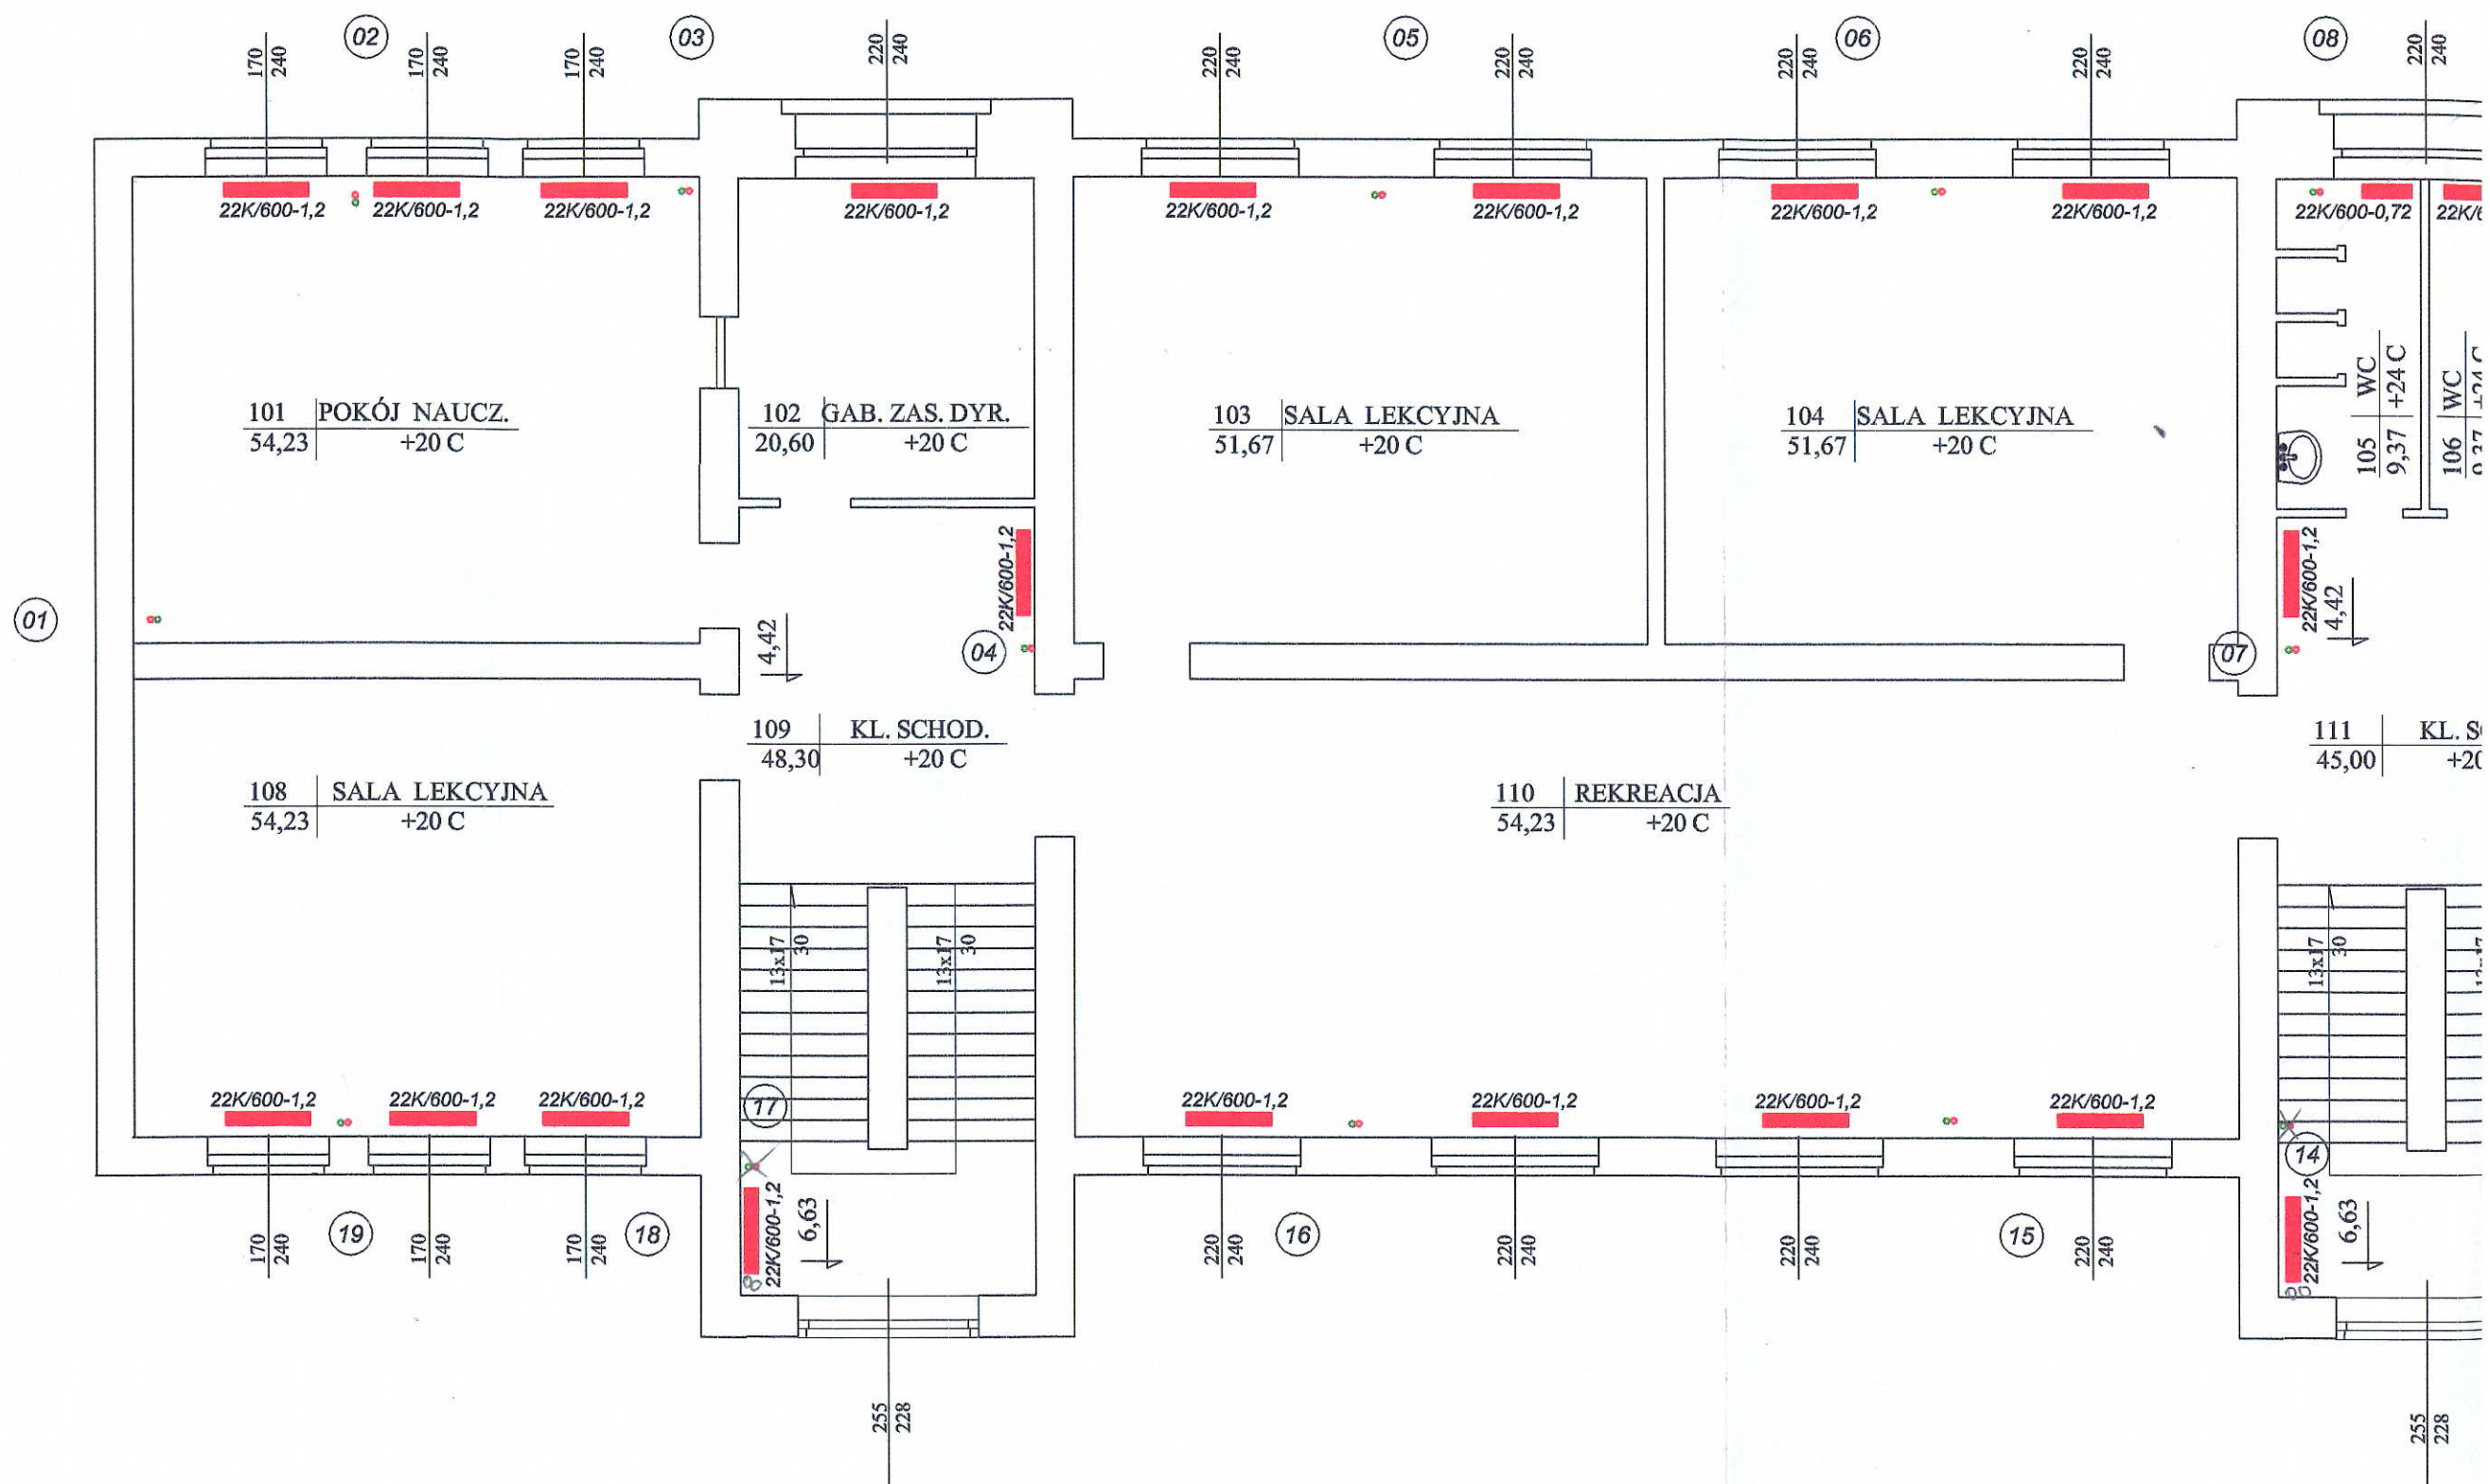 02
03
05
06
08
170
240
170
240
170
240
220
240
220
240
220
240
220
240
220
240
220
240
22K/600-1,2
22K/600-1,2
22K/600-1,2
22K/600-1,2
22K/600-1,2
22K/600-1,2
22K/600-1,2
22K/600-1,2
22K/600-0,72
101 POKÓJ NAUCZ.
54,23 +20 C
102 GAB. ZAS. DYR.
20,60 +20 C
103 SALA LEKCYJNA
51,67 +20 C
104 SALA LEKCYJNA
51,67 +20 C
105 WC
9,37 +24 C
106 WC
22K/600-1,2
22K/600-1,2
01
4,42
04
07
4,42
109 KL. SCHOD.
48,30 +20 C
111 KL.
45,00
108 SALA LEKCYJNA
54,23 +20 C
110 REKREACJA
54,23 +20 C
13x17
30
13x17
30
13x17
30
22K/600-1,2
22K/600-1,2
22K/600-1,2
17
22K/600-1,2
22K/600-1,2
22K/600-1,2
22K/600-1,2
14
22K/600-1,2
6,63
22K/600-1,2
6,63
19
18
16
15
170
240
170
240
170
240
220
240
220
240
220
240
220
240
255
228
255
228